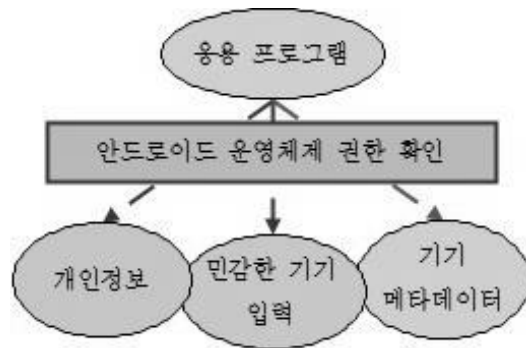 응용 프로그램
안드로이드 운영체제 권한 확인
개인정보
민감한 기기
입력
기기
메타데이터